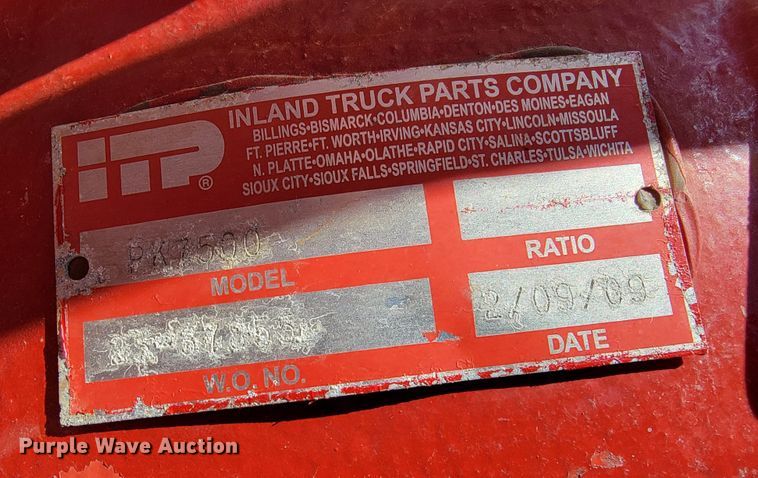 iTP®
INLAND TRUCK PARTS COMPANY
BILLINGS•BISMARCK•COLUMBIA•DENTON•DES MOINES•EAGAN
FT. PIERRE•FT. WORTH•IRVING•KANSAS CITY•LINCOLN•MISSOULA
N. PLATTE•OMAHA•OLATHE•RAPID CITY•SALINA•SCOTTSBLUFF
SIOUX CITY•SIOUX FALLS•SPRINGFIELD•ST. CHARLES•TULSA•WICHITA
PK7500
MODEL
RATIO
W.O. NO.
2/09/09
DATE
Purple Wave Auction